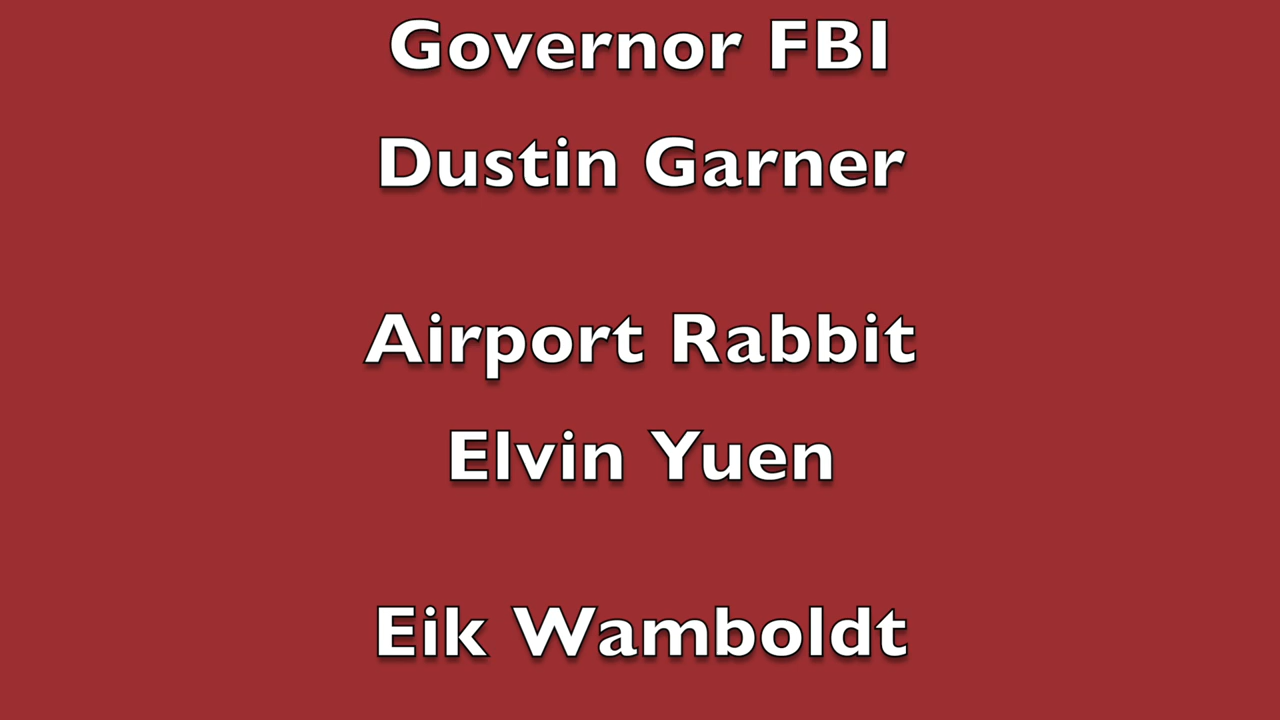 Governor FBI
Dustin Garner
Airport Rabbit
Elvin Yuen
Eik Wamboldt